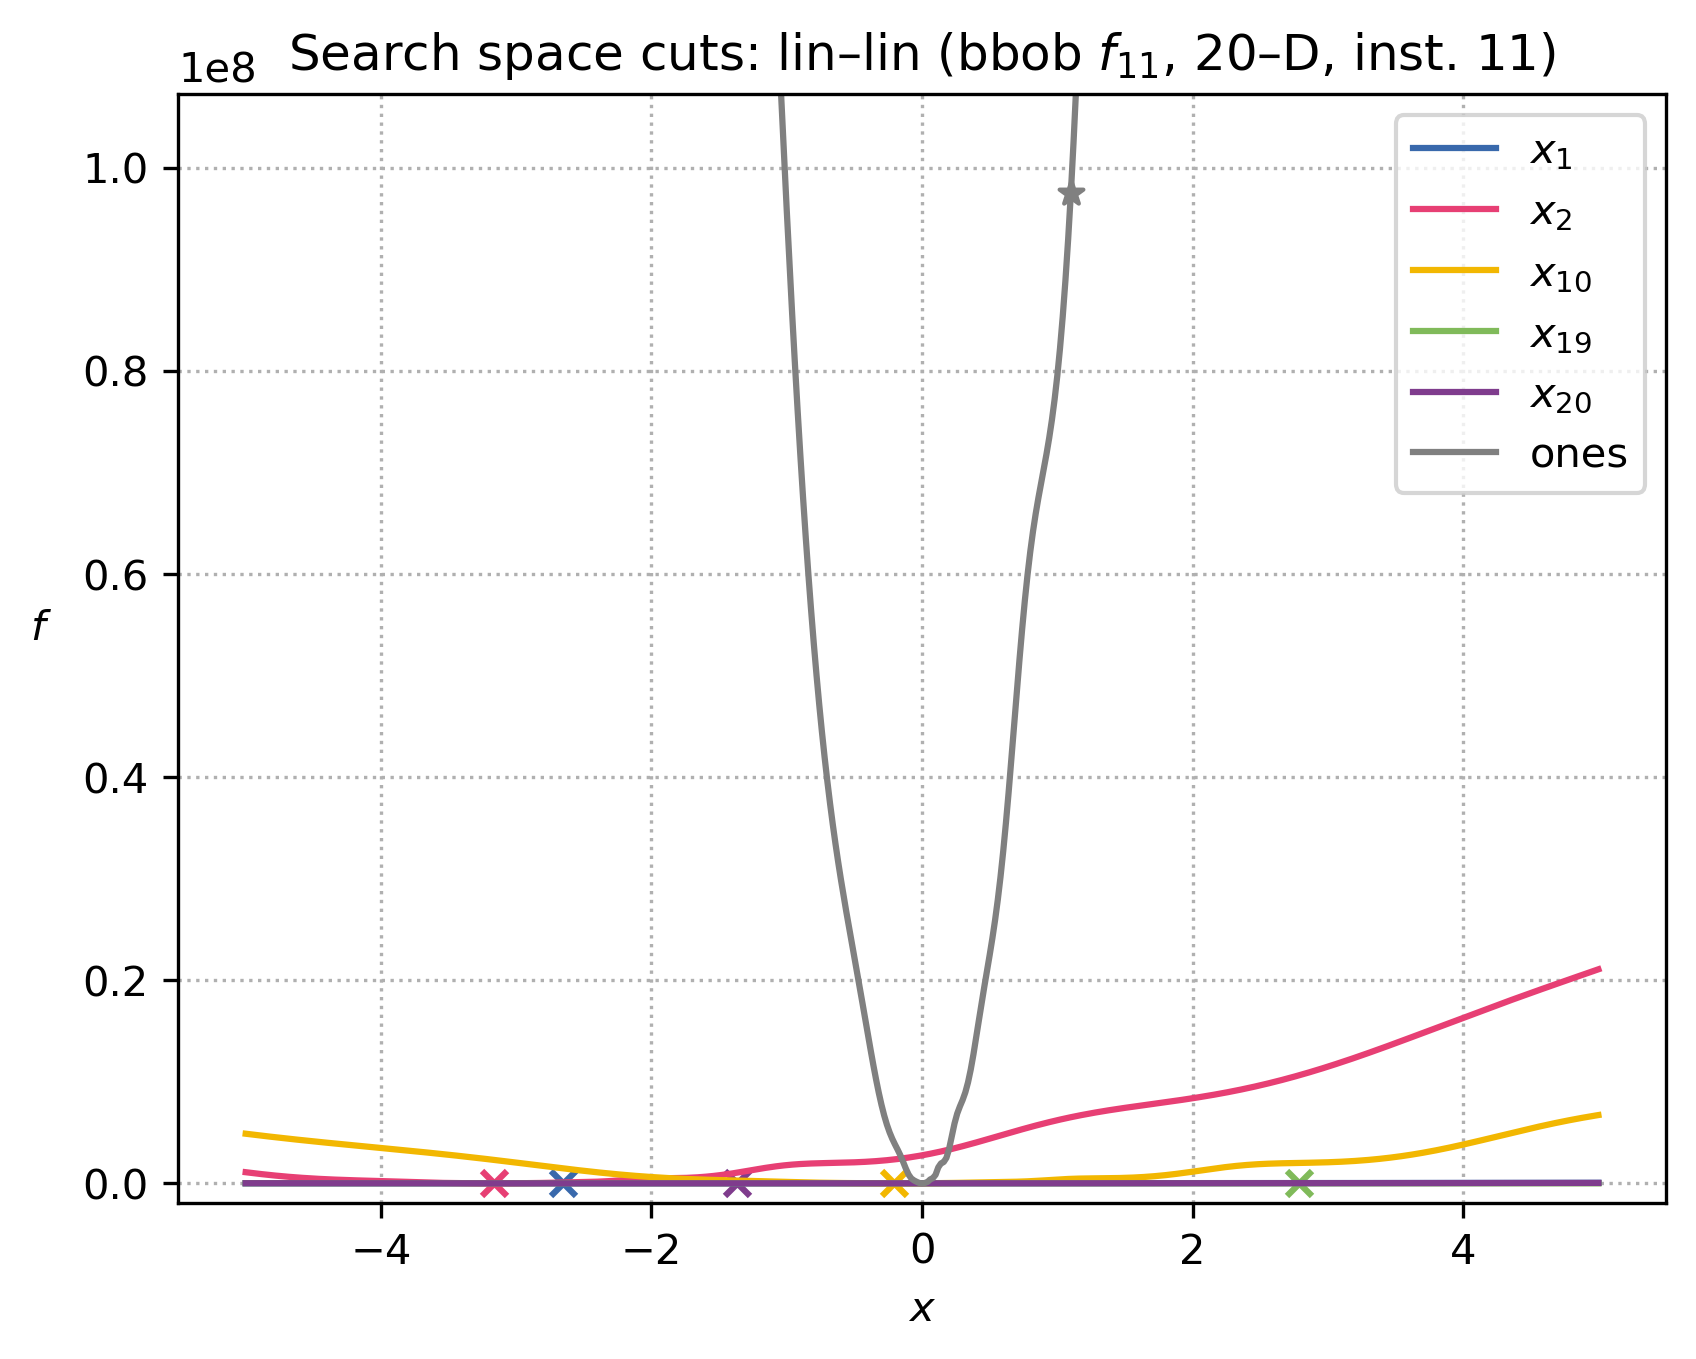 Search space cuts: lin–lin (bbob f₁₁, 20–D, inst. 11)
1e8
1.0
0.8
0.6
0.4
0.2
0.0
f
−4
−2
0
2
4
x
x₁
x₂
x₁₀
x₁₉
x₂₀
ones